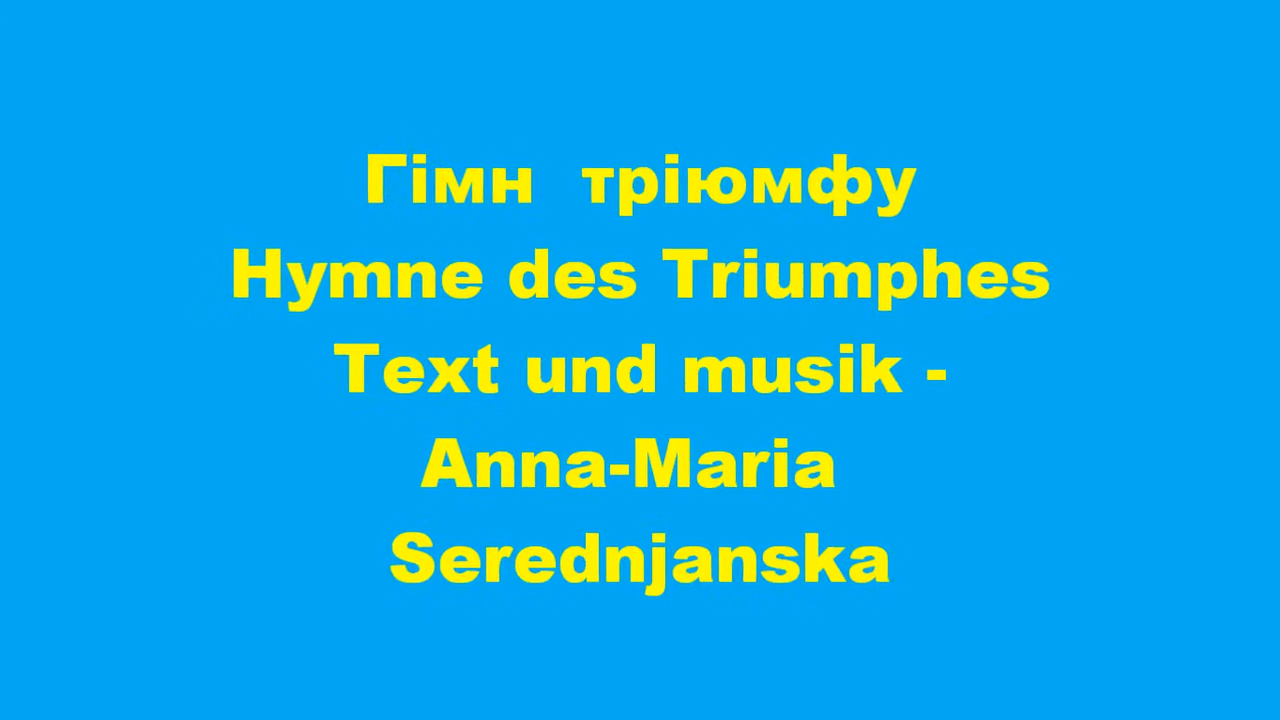 Гімн тріюмфу
Hymne des Triumphes
Text und musik -
Anna-Maria
Serednjanska